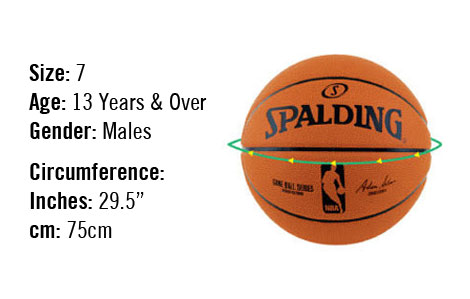 Size: 7
Age: 13 Years & Over
Gender: Males
Circumference:
Inches: 29.5”
cm: 75cm
SPALDING
GAME BALL SERIES
NBA